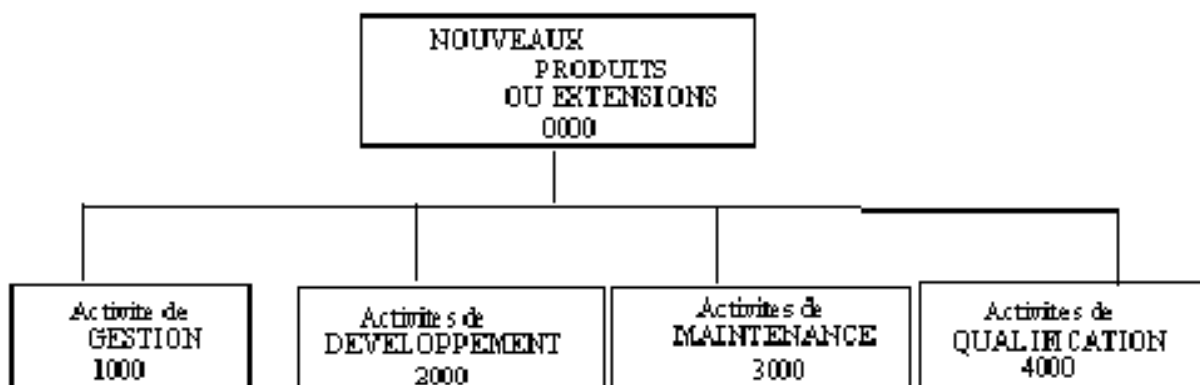 NOUVEAUX
PRODUITS
OU EXTENSIONS
0000
Activite de
GESTION
1000
Activites de
DEVELOPPEMENT
2000
Activites de
MAINTENANCE
3000
Activites de
QUALIFICATION
4000